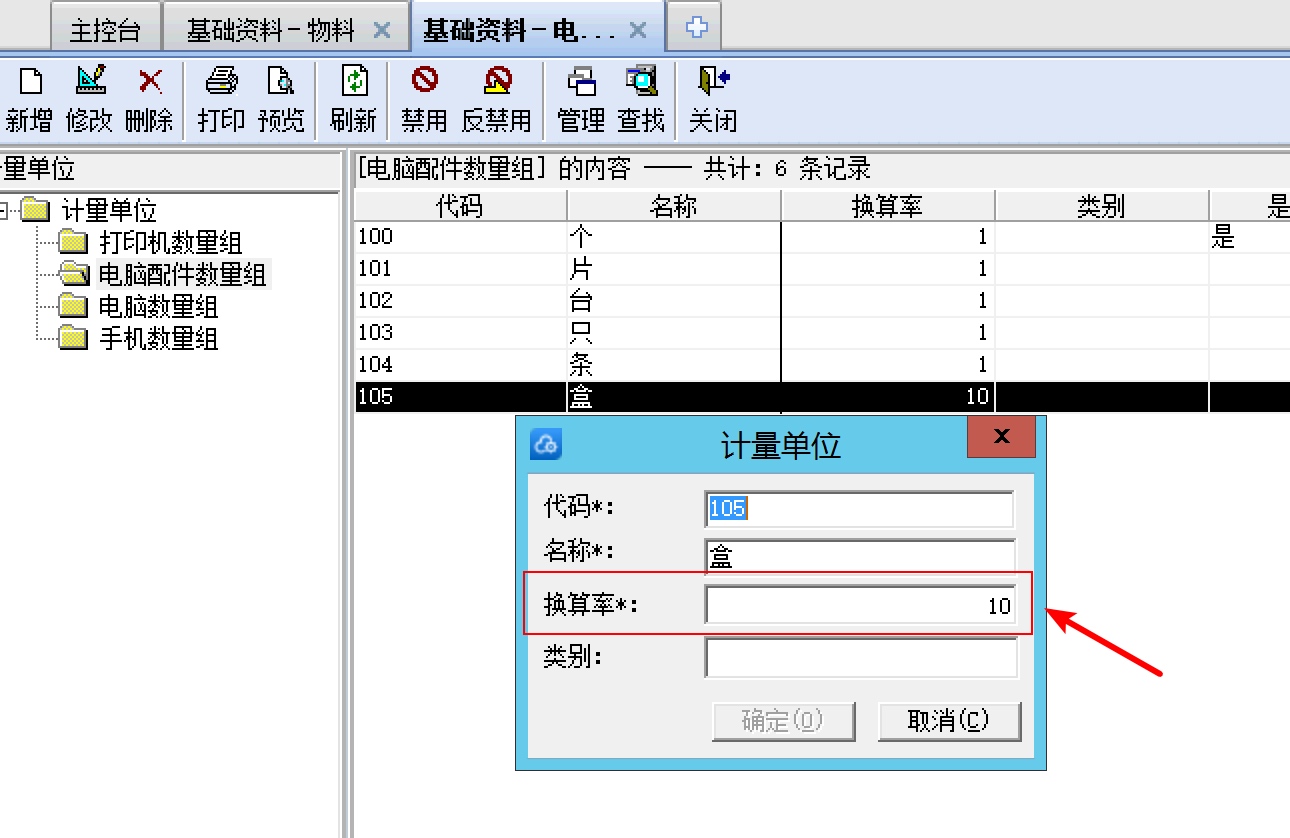 主控台 基础资料－物料 基础资料－电...
新增 修改 删除 打印 预览 刷新 禁用 反禁用 管理 查找 关闭
量单位
计量单位
打印机数量组
电脑配件数量组
电脑数量组
手机数量组
[电脑配件数量组] 的内容 —— 共计: 6 条记录
代码 名称 换算率 类别 是
100 个 1 是
101 片 1
102 台 1
103 只 1
104 条 1
105 盒 10
计量单位
代码*: 105
名称*: 盒
换算率*: 10
类别:
确定(O) 取消(C)